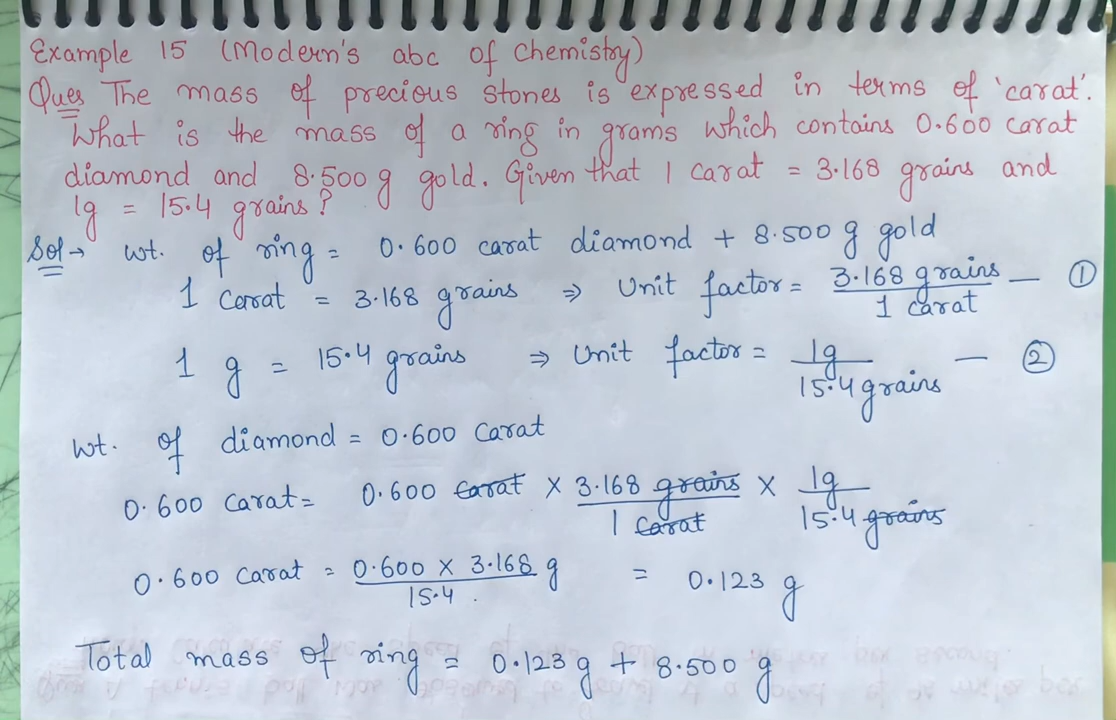 Example 15 (Modern's abc of Chemistry)
Ques The mass of precious stones is expressed in terms of 'carat'.
What is the mass of a ring in grams which contains 0.600 carat
diamond and 8.500 g gold. Given that 1 carat = 3.168 grains and
1g = 15.4 grains?
Sol→ wt. of ring = 0.600 carat diamond + 8.500 g gold
1 Carat = 3.168 grains ⇒ Unit factor = 3.168 grains / 1 carat — ①
1 g = 15.4 grains ⇒ Unit factor = 1g / 15.4 grains — ②
Wt. of diamond = 0.600 Carat
0.600 Carat = 0.600 carat × 3.168 grains / 1 carat × 1g / 15.4 grains
0.600 Carat = 0.600 × 3.168 / 15.4 g = 0.123 g
Total mass of ring = 0.123 g + 8.500 g